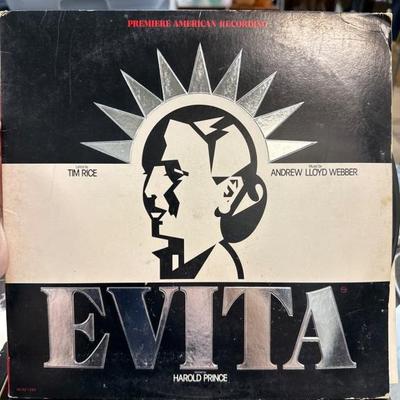 PREMIERE AMERICAN RECORDING
Lyrics by
TIM RICE
Music by
ANDREW LLOYD WEBBER
EVITA
HAROLD PRINCE